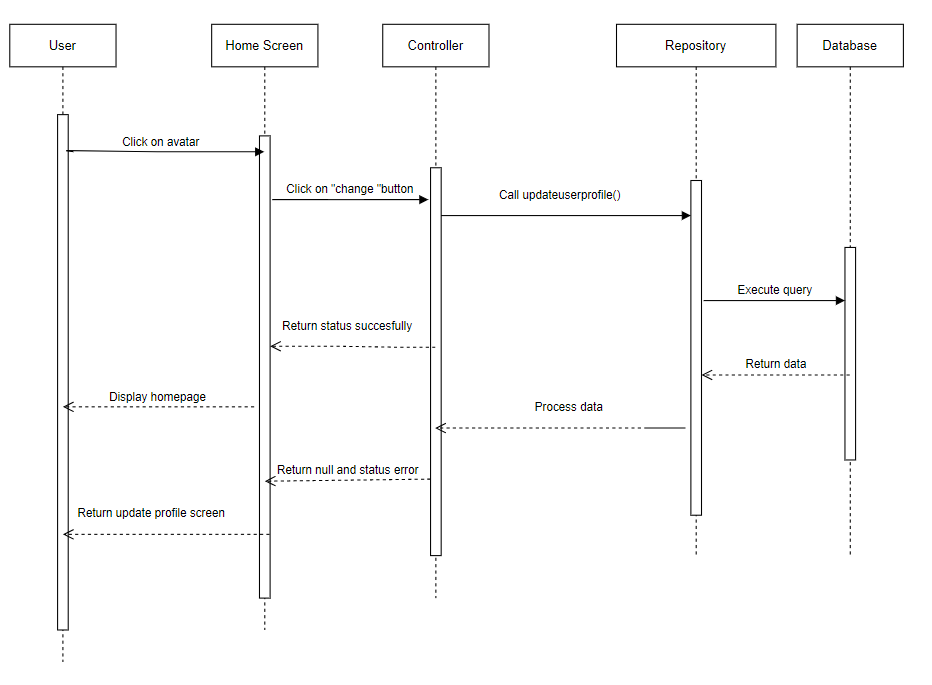 User
Home Screen
Controller
Repository
Database
Click on avatar
Click on "change "button
Call updateuserprofile()
Execute query
Return status succesfully
Return data
Display homepage
Process data
Return null and status error
Return update profile screen